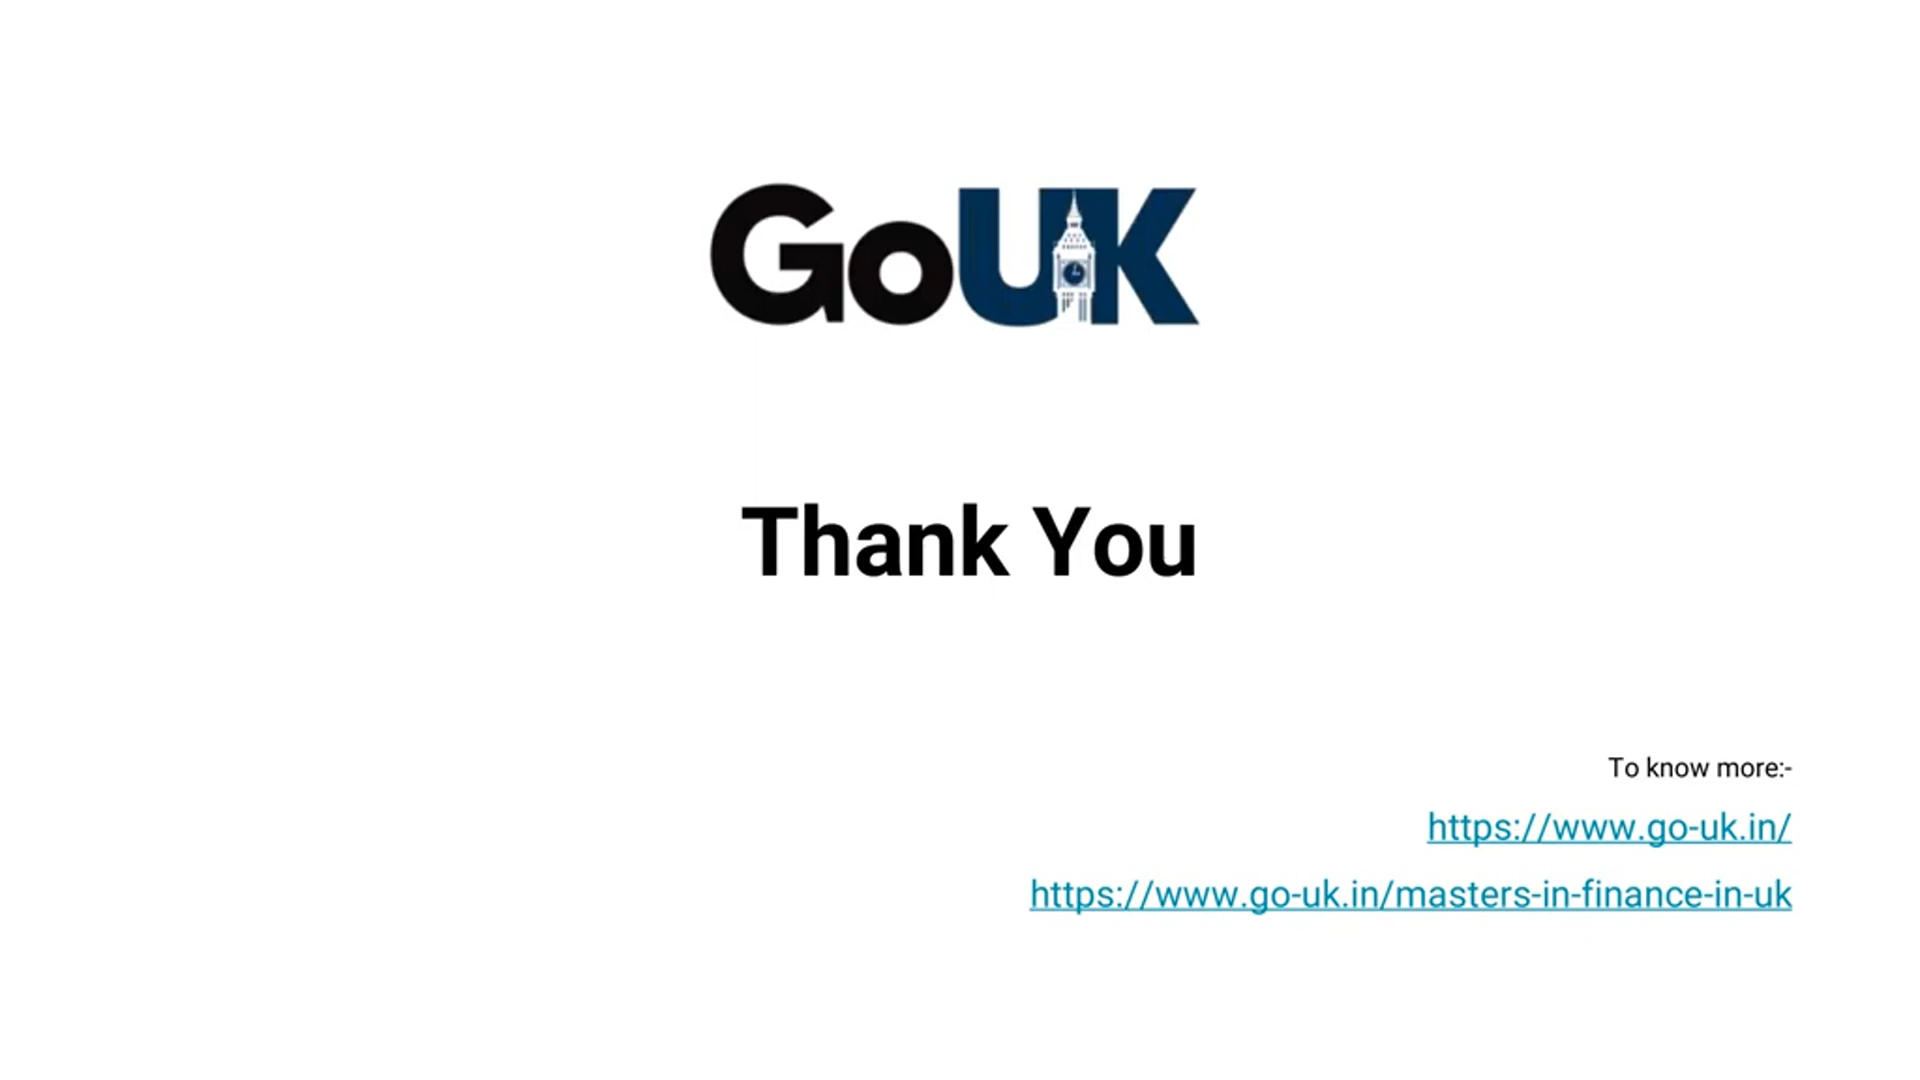 GoUK
Thank You
To know more:-
https://www.go-uk.in/
https://www.go-uk.in/masters-in-finance-in-uk